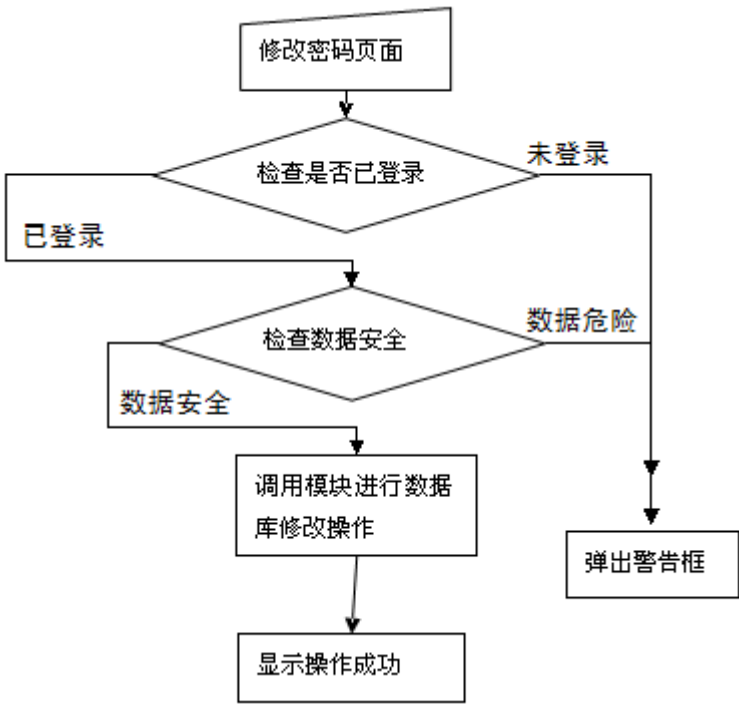 修改密码页面
检查是否已登录
未登录
已登录
检查数据安全
数据危险
数据安全
调用模块进行数据
库修改操作
弹出警告框
显示操作成功